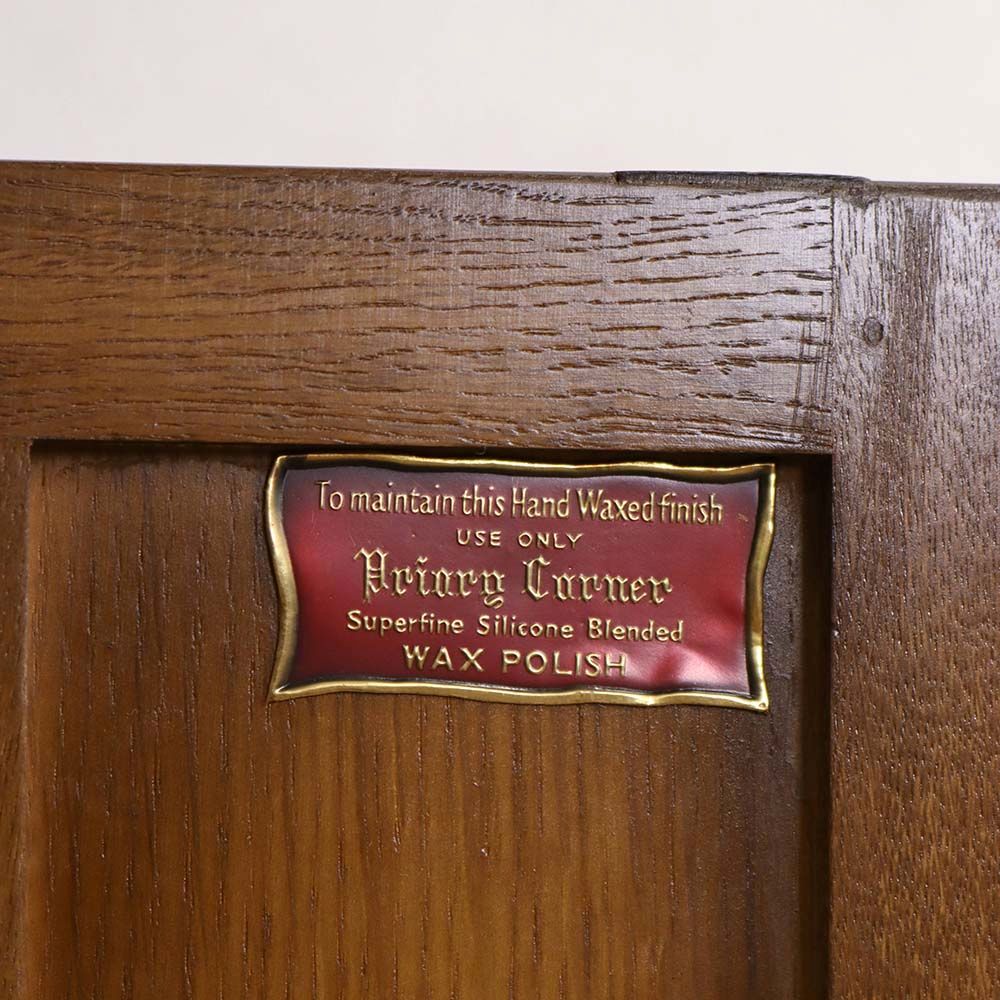 To maintain this Hand Waxed finish
USE ONLY
Priory Corner
Superfine Silicone Blended
WAX POLISH